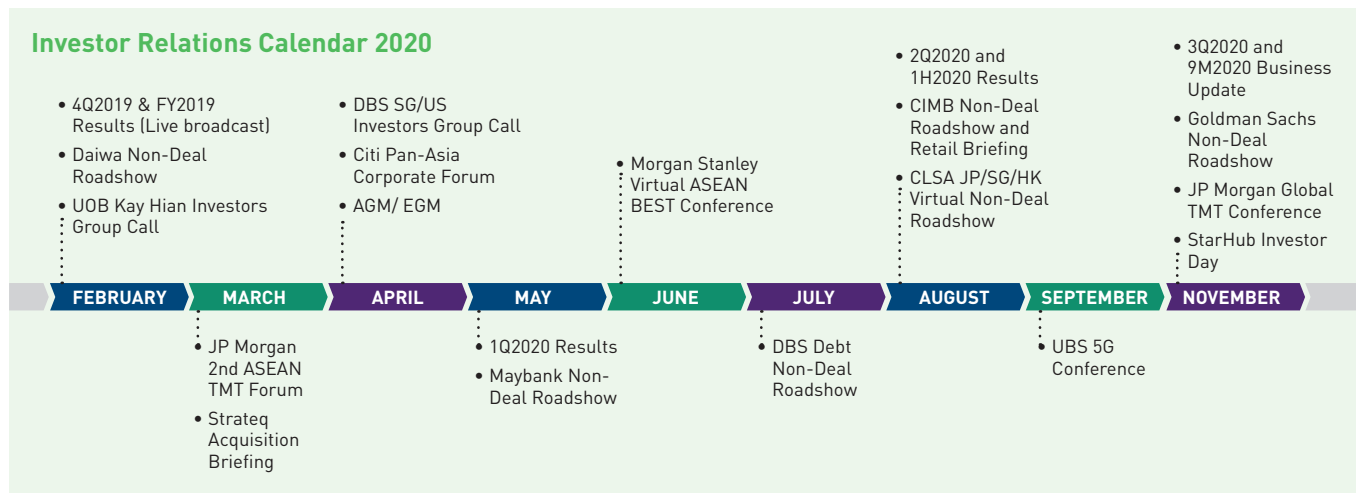 Investor Relations Calendar 2020
• 4Q2019 & FY2019
Results (Live broadcast)
• Daiwa Non-Deal
Roadshow
• UOB Kay Hian Investors
Group Call
• DBS SG/US
Investors Group Call
• Citi Pan-Asia
Corporate Forum
• AGM/ EGM
• Morgan Stanley
Virtual ASEAN
BEST Conference
• 2Q2020 and
1H2020 Results
• CIMB Non-Deal
Roadshow and
Retail Briefing
• CLSA JP/SG/HK
Virtual Non-Deal
Roadshow
• 3Q2020 and
9M2020 Business
Update
• Goldman Sachs
Non-Deal
Roadshow
• JP Morgan Global
TMT Conference
• StarHub Investor
Day
FEBRUARY
MARCH
APRIL
MAY
JUNE
JULY
AUGUST
SEPTEMBER
NOVEMBER
• JP Morgan
2nd ASEAN
TMT Forum
• Strateq
Acquisition
Briefing
• 1Q2020 Results
• Maybank Non-
Deal Roadshow
• DBS Debt
Non-Deal
Roadshow
• UBS 5G
Conference